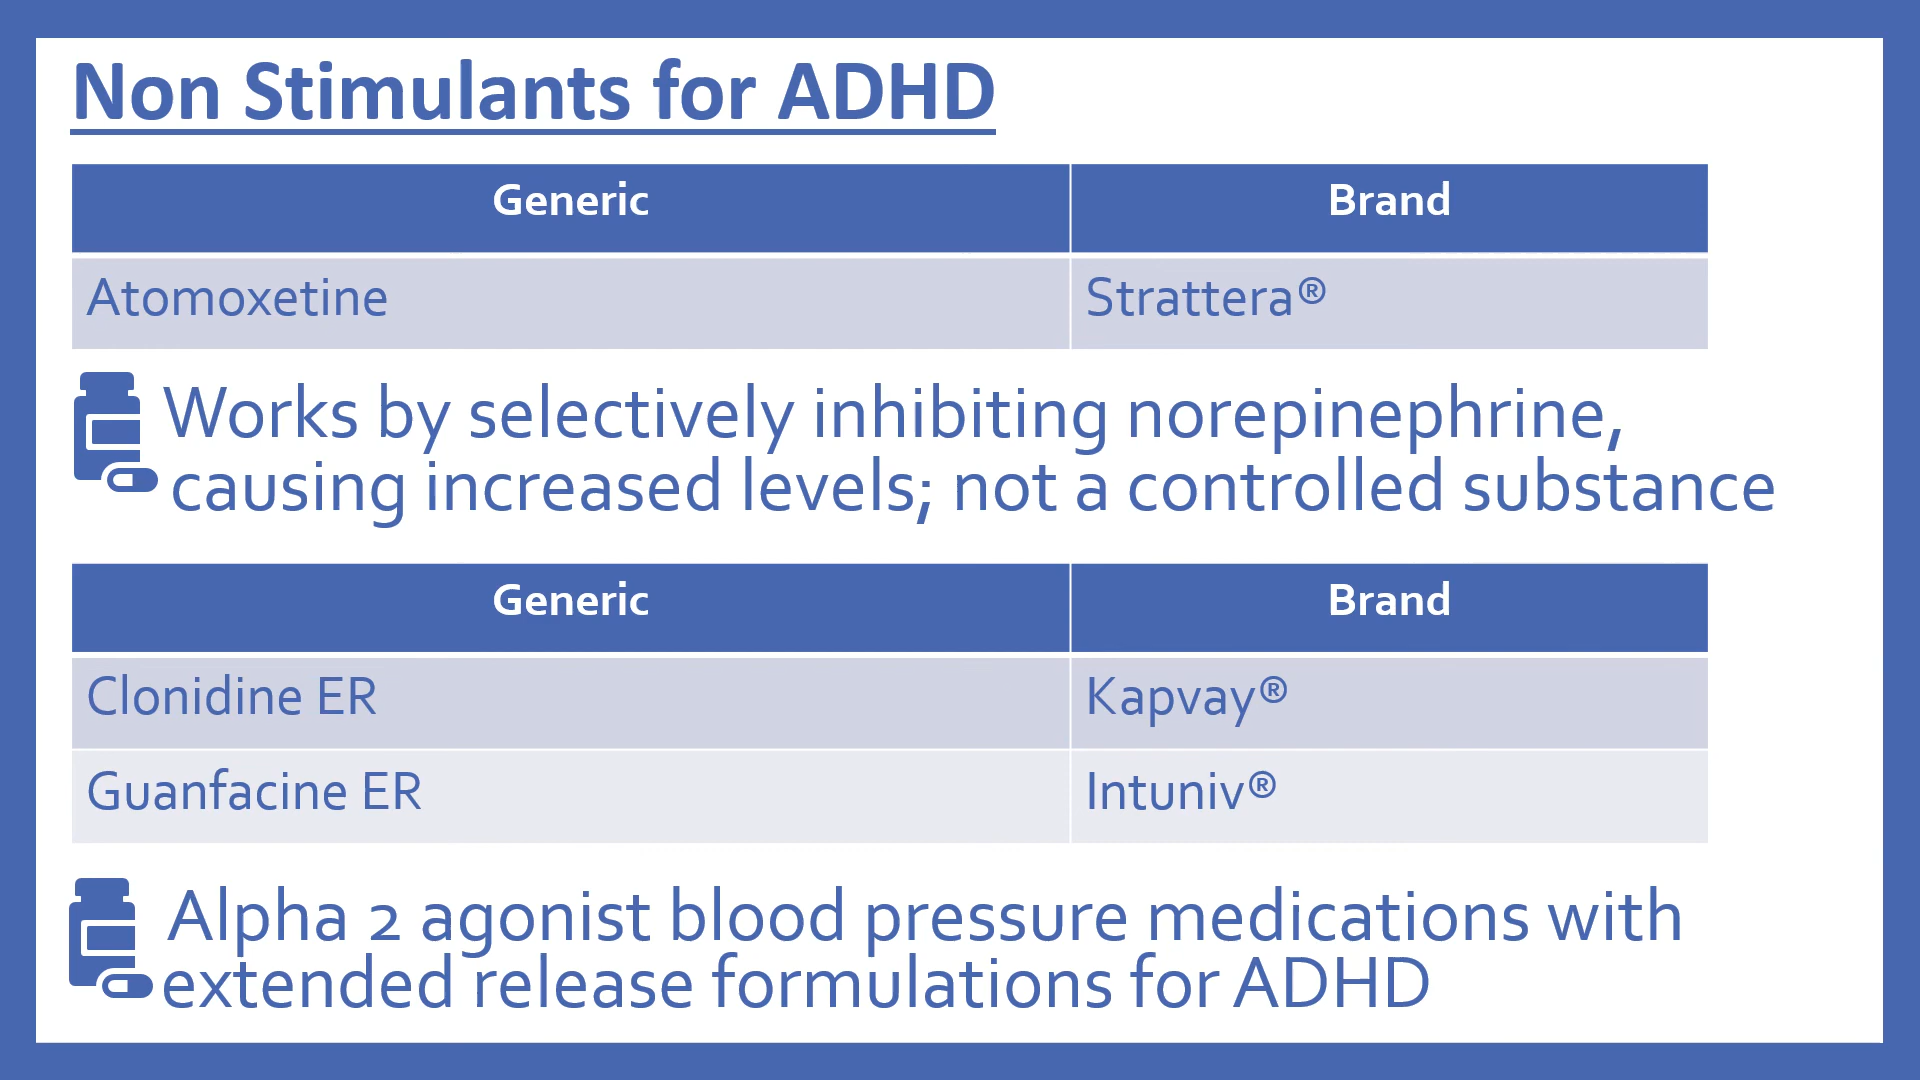 Non Stimulants for ADHD
Generic Brand
Atomoxetine Strattera®
Works by selectively inhibiting norepinephrine,
causing increased levels; not a controlled substance
Generic Brand
Clonidine ER Kapvay®
Guanfacine ER Intuniv®
Alpha 2 agonist blood pressure medications with
extended release formulations for ADHD